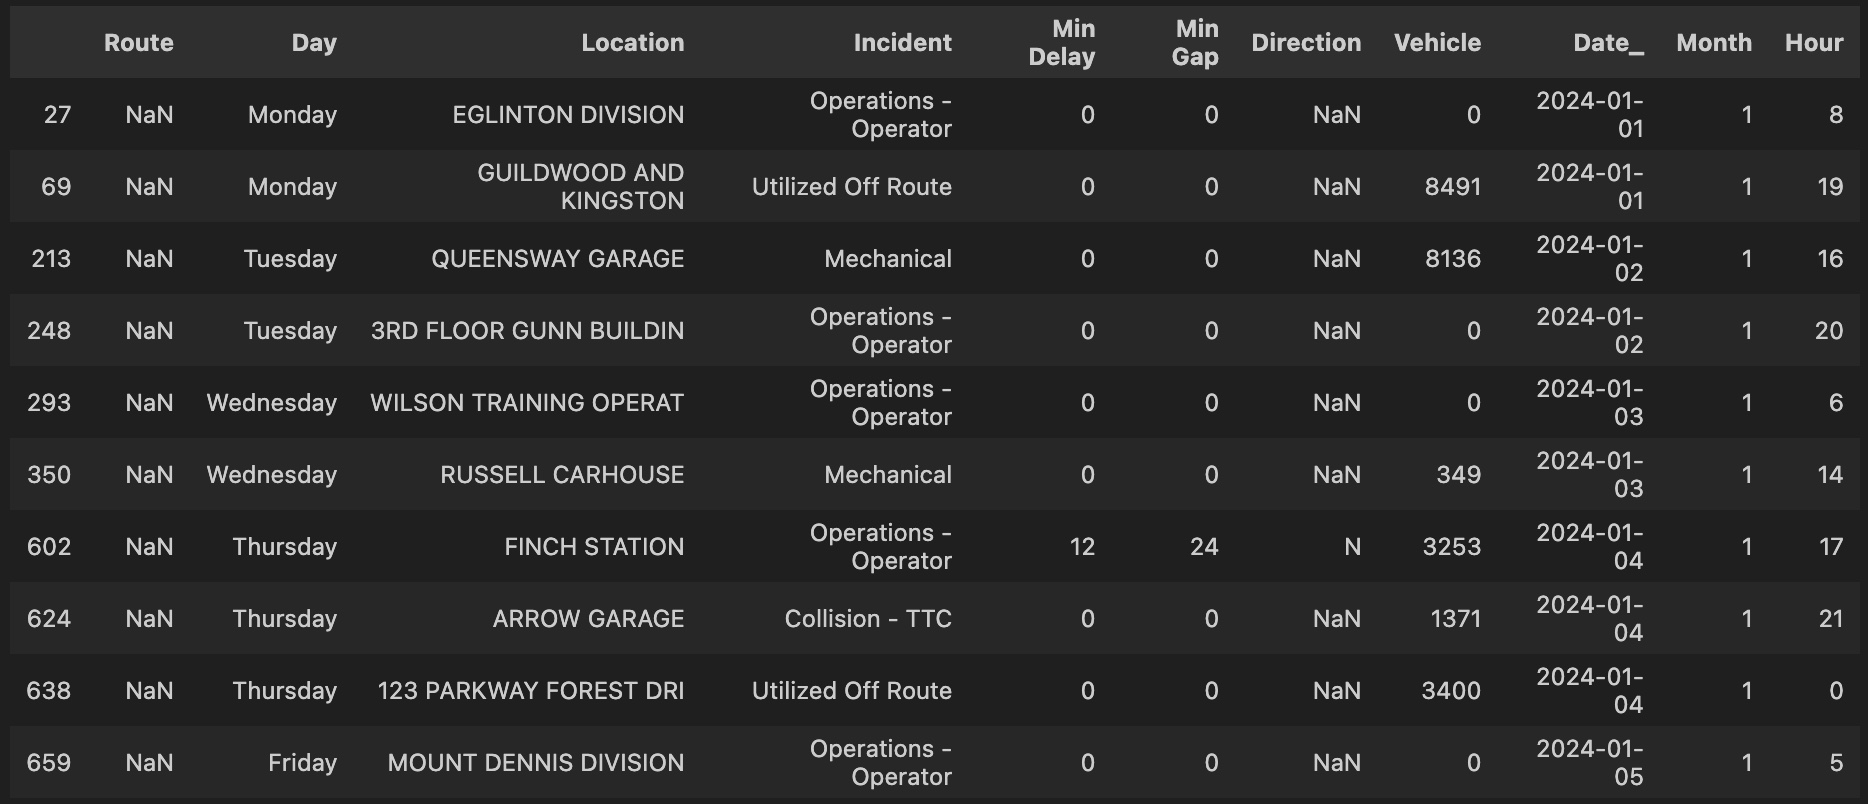 Route Day Location Incident Min Delay Min Gap Direction Vehicle Date_ Month Hour
27 NaN Monday EGLINTON DIVISION Operations - Operator 0 0 NaN 0 2024-01-01 1 8
69 NaN Monday GUILDWOOD AND KINGSTON Utilized Off Route 0 0 NaN 8491 2024-01-01 1 19
213 NaN Tuesday QUEENSWAY GARAGE Mechanical 0 0 NaN 8136 2024-01-02 1 16
248 NaN Tuesday 3RD FLOOR GUNN BUILDIN Operations - Operator 0 0 NaN 0 2024-01-02 1 20
293 NaN Wednesday WILSON TRAINING OPERAT Operations - Operator 0 0 NaN 0 2024-01-03 1 6
350 NaN Wednesday RUSSELL CARHOUSE Mechanical 0 0 NaN 349 2024-01-03 1 14
602 NaN Thursday FINCH STATION Operations - Operator 12 24 N 3253 2024-01-04 1 17
624 NaN Thursday ARROW GARAGE Collision - TTC 0 0 NaN 1371 2024-01-04 1 21
638 NaN Thursday 123 PARKWAY FOREST DRI Utilized Off Route 0 0 NaN 3400 2024-01-04 1 0
659 NaN Friday MOUNT DENNIS DIVISION Operations - Operator 0 0 NaN 0 2024-01-05 1 5